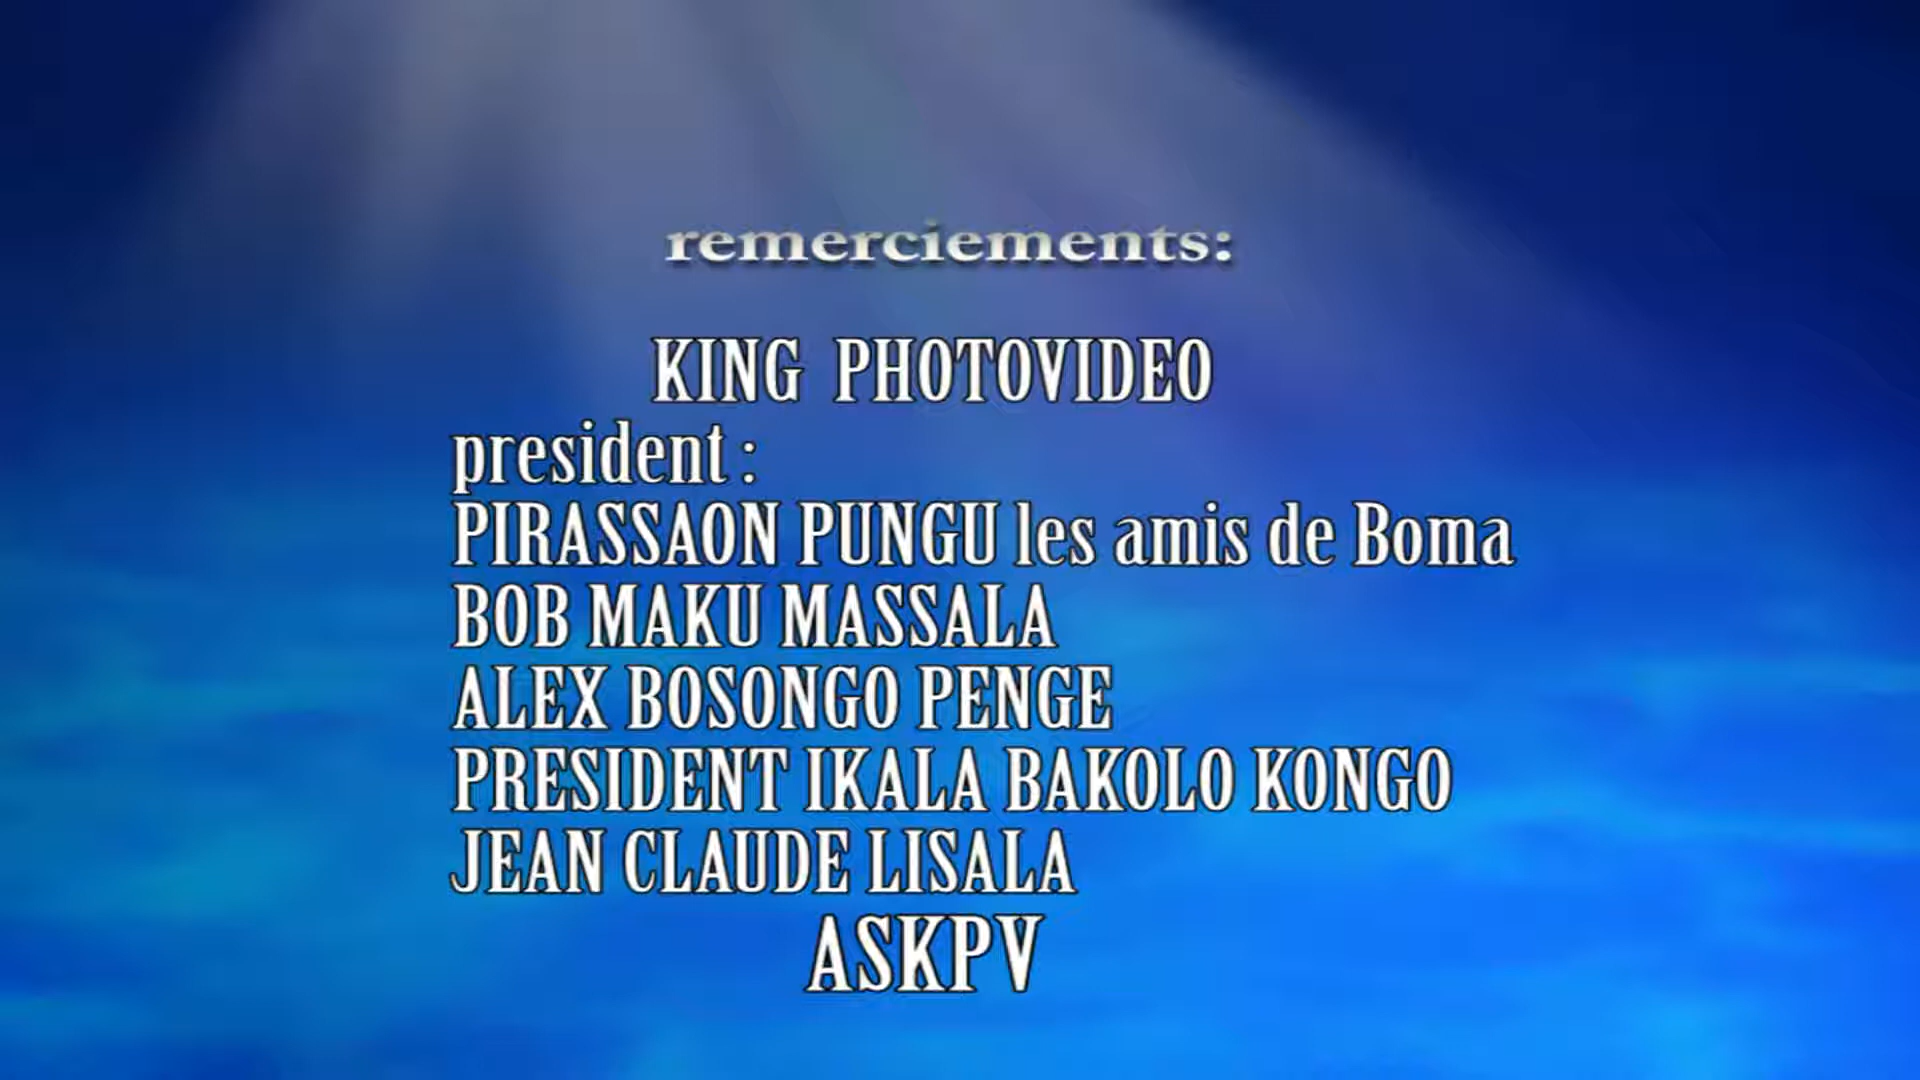 remerciements:
KING PHOTOVIDEO
president :
PIRASSAON PUNGU les amis de Boma
BOB MAKU MASSALA
ALEX BOSONGO PENGE
PRESIDENT IKALA BAKOLO KONGO
JEAN CLAUDE LISALA
ASKPV